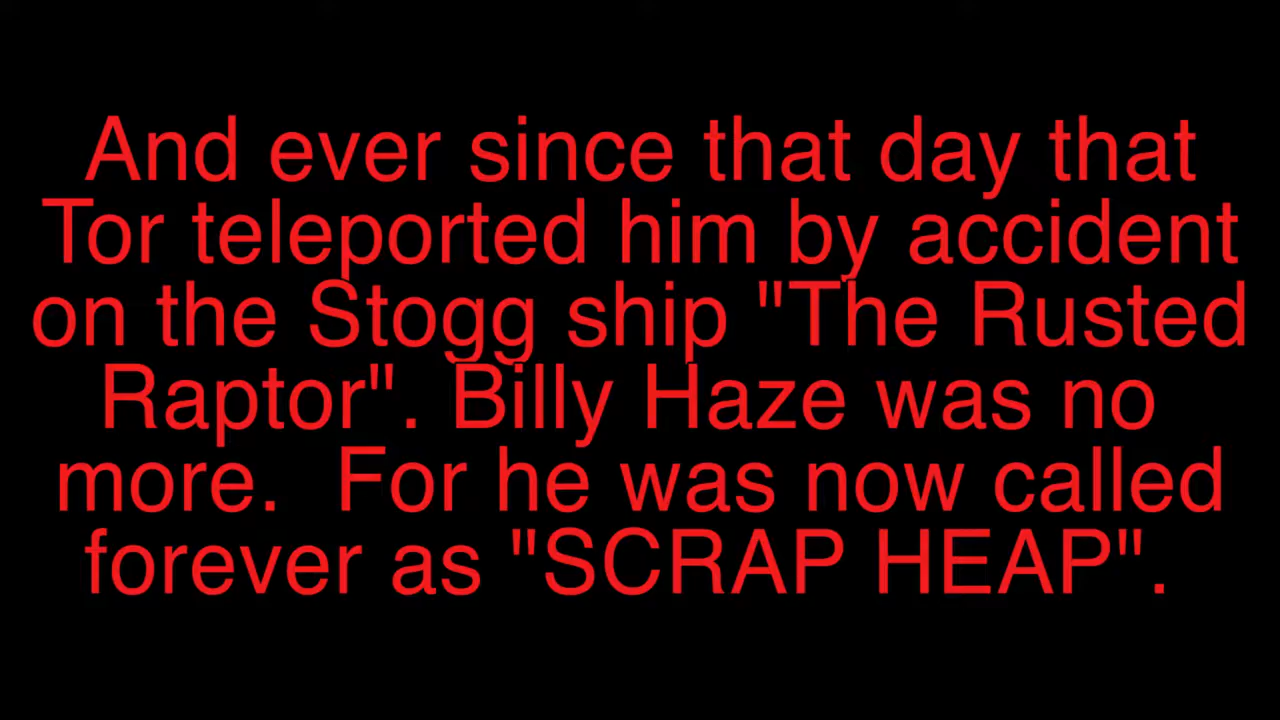 And ever since that day that
Tor teleported him by accident
on the Stogg ship "The Rusted
Raptor". Billy Haze was no
more.  For he was now called
forever as "SCRAP HEAP".